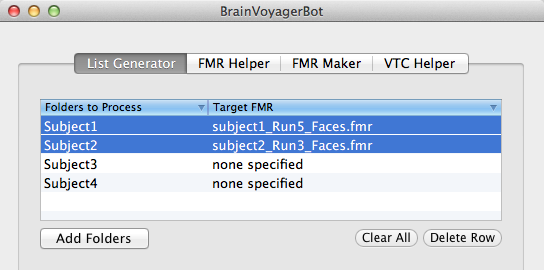 BrainVoyagerBot
List Generator FMR Helper FMR Maker VTC Helper
Folders to Process Target FMR
Subject1 subject1_Run5_Faces.fmr
Subject2 subject2_Run3_Faces.fmr
Subject3 none specified
Subject4 none specified
Add Folders Clear All Delete Row